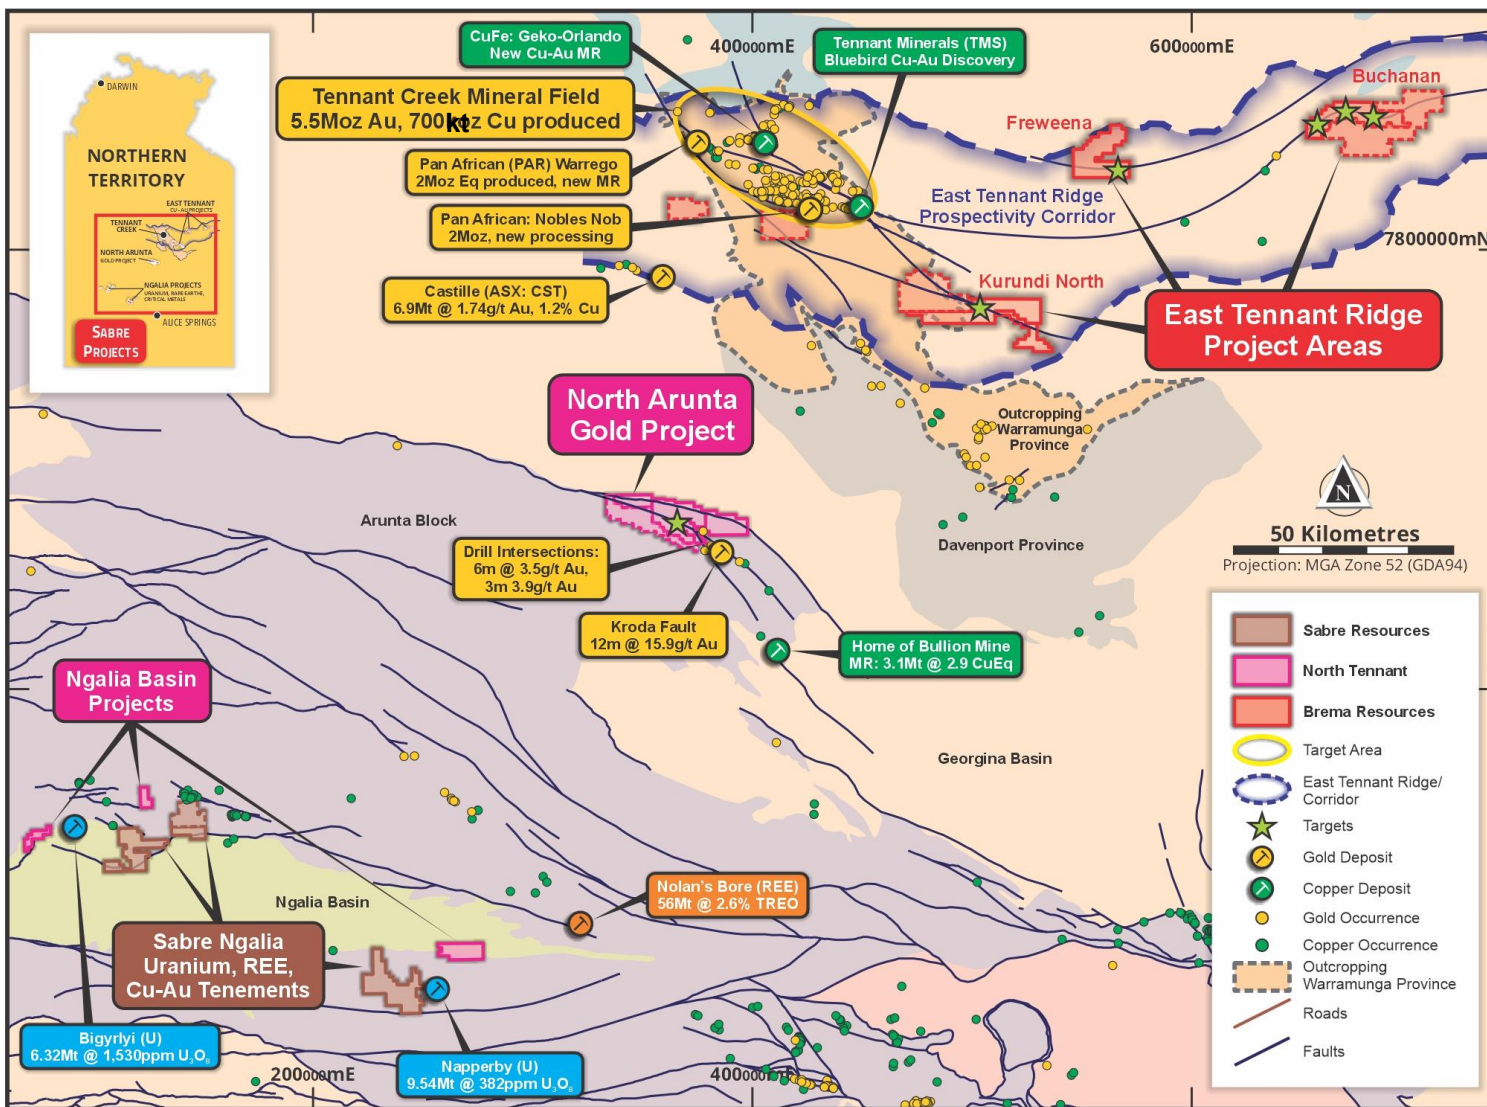 CuFe: Geko-Orlando
New Cu-Au MR
400000mE
Tennant Minerals (TMS)
Bluebird Cu-Au Discovery
600000mE
Buchanan
DARWIN
NORTHERN
TERRITORY
EAST TENNANT
CU-AU PROJECTS
TENNANT
CREEK
NORTH ARUNTA
GOLD PROJECT
NGALIA PROJECTS
URANIUM, RARE EARTHS,
CRITICAL METALS
ALICE SPRINGS
SABRE
PROJECTS
Tennant Creek Mineral Field
5.5Moz Au, 700ktoz Cu produced
Freweena
Pan African (PAR) Warrego
2Moz Eq produced, new MR
East Tennant Ridge
Prospectivity Corridor
Pan African: Nobles Nob
2Moz, new processing
7800000mN
Castille (ASX: CST)
6.9Mt @ 1.74g/t Au, 1.2% Cu
Kurundi North
East Tennant Ridge
Project Areas
North Arunta
Gold Project
Outcropping
Warramunga
Province
N
50 Kilometres
Projection: MGA Zone 52 (GDA94)
Arunta Block
Davenport Province
Drill Intersections:
6m @ 3.5g/t Au,
3m 3.9g/t Au
Kroda Fault
12m @ 15.9g/t Au
Home of Bullion Mine
MR: 3.1Mt @ 2.9 CuEq
Ngalia Basin
Projects
Georgina Basin
Nolan's Bore (REE)
56Mt @ 2.6% TREO
Ngalia Basin
Sabre Ngalia
Uranium, REE,
Cu-Au Tenements
Bigyrlyi (U)
6.32Mt @ 1,530ppm U3O8
Napperby (U)
9.54Mt @ 382ppm U3O8
200000mE
400000mE
Sabre Resources
North Tennant
Brema Resources
Target Area
East Tennant Ridge/
Corridor
Targets
Gold Deposit
Copper Deposit
Gold Occurrence
Copper Occurrence
Outcropping
Warramunga Province
Roads
Faults